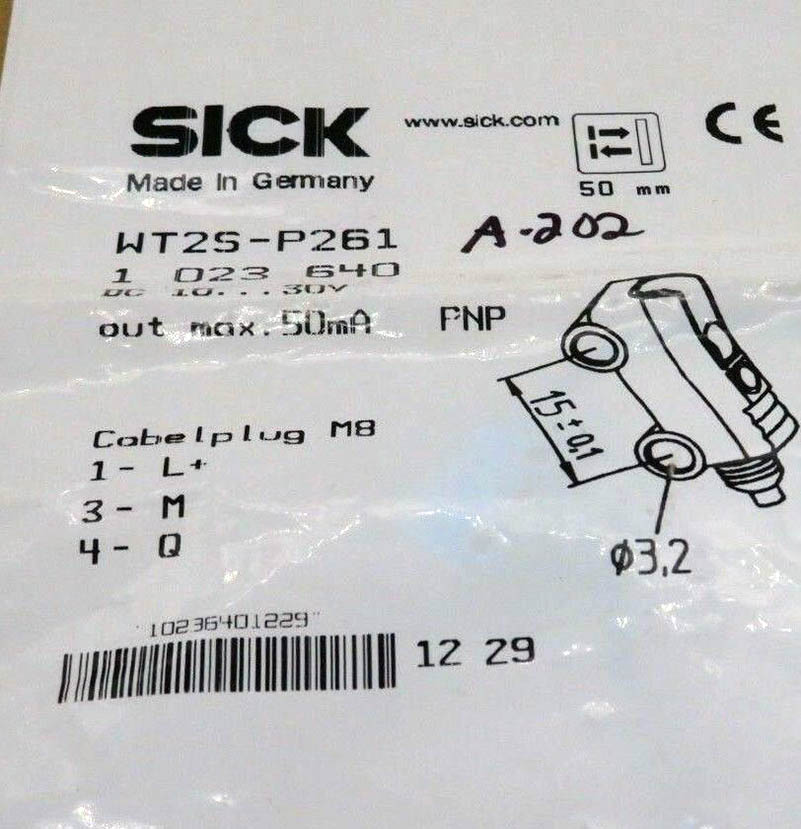 SICK
www.sick.com
CE
Made In Germany
50 mm
WT2S-P261
A-202
1 023 640
DC 10...30V
out max. 50mA PNP
15±0,1
Cabelplug M8
1 - L+
3 - M
4 - Q
Ø3,2
"10236401229"
12 29